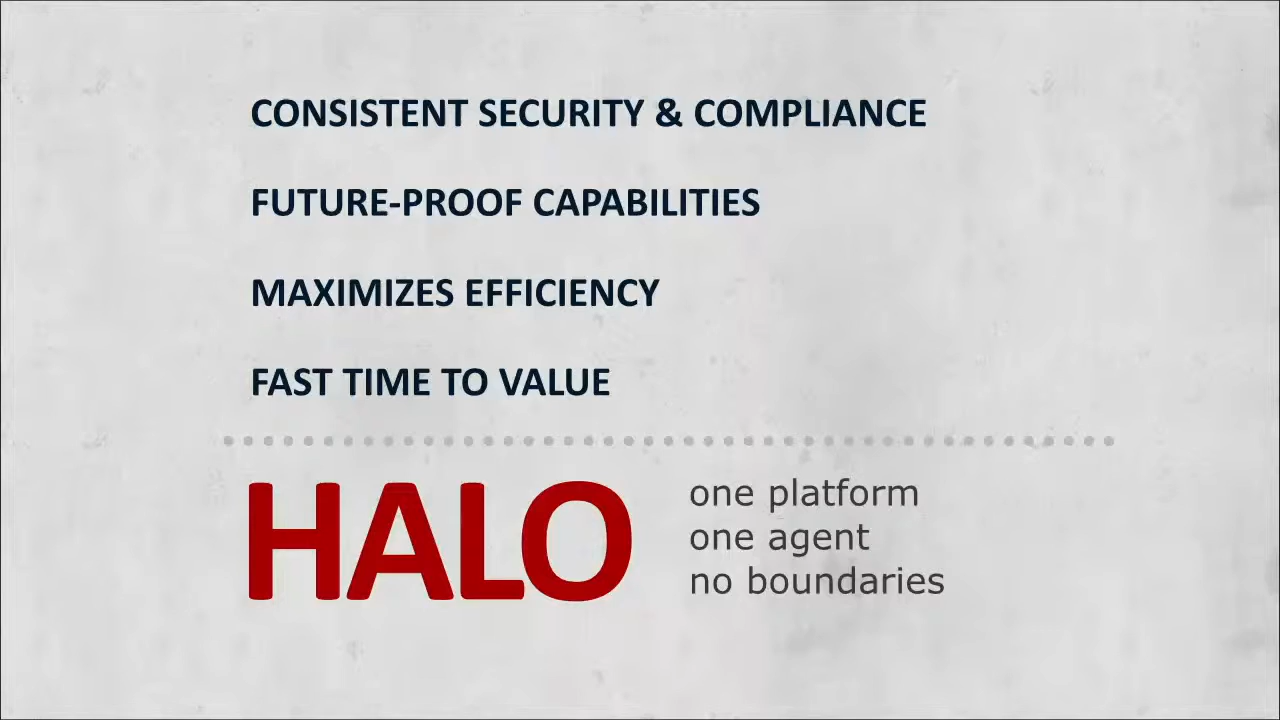 CONSISTENT SECURITY & COMPLIANCE
FUTURE-PROOF CAPABILITIES
MAXIMIZES EFFICIENCY
FAST TIME TO VALUE
HALO
one platform
one agent
no boundaries